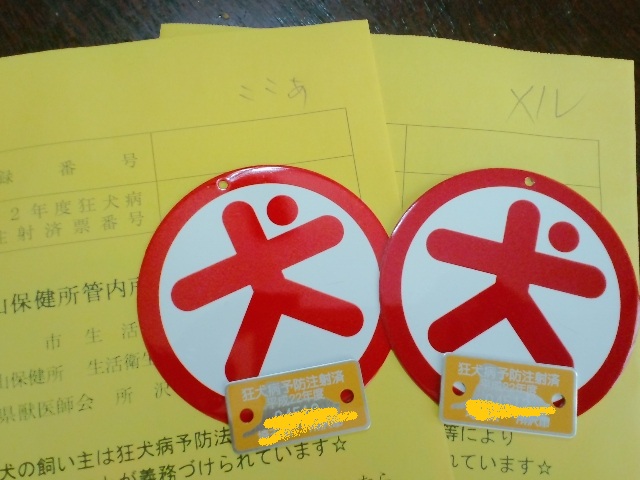 ここあ
メル
録番号
2年度狂犬病
注射済票番号
山保健所管内
市 生活
山保健所 生活衛生
県獣医師会 所沢
犬の飼い主は狂犬病予防法
等により
が義務づけられています☆
れています☆
犬
犬
狂犬病予防注射済
22年度
狂犬病予防注射済